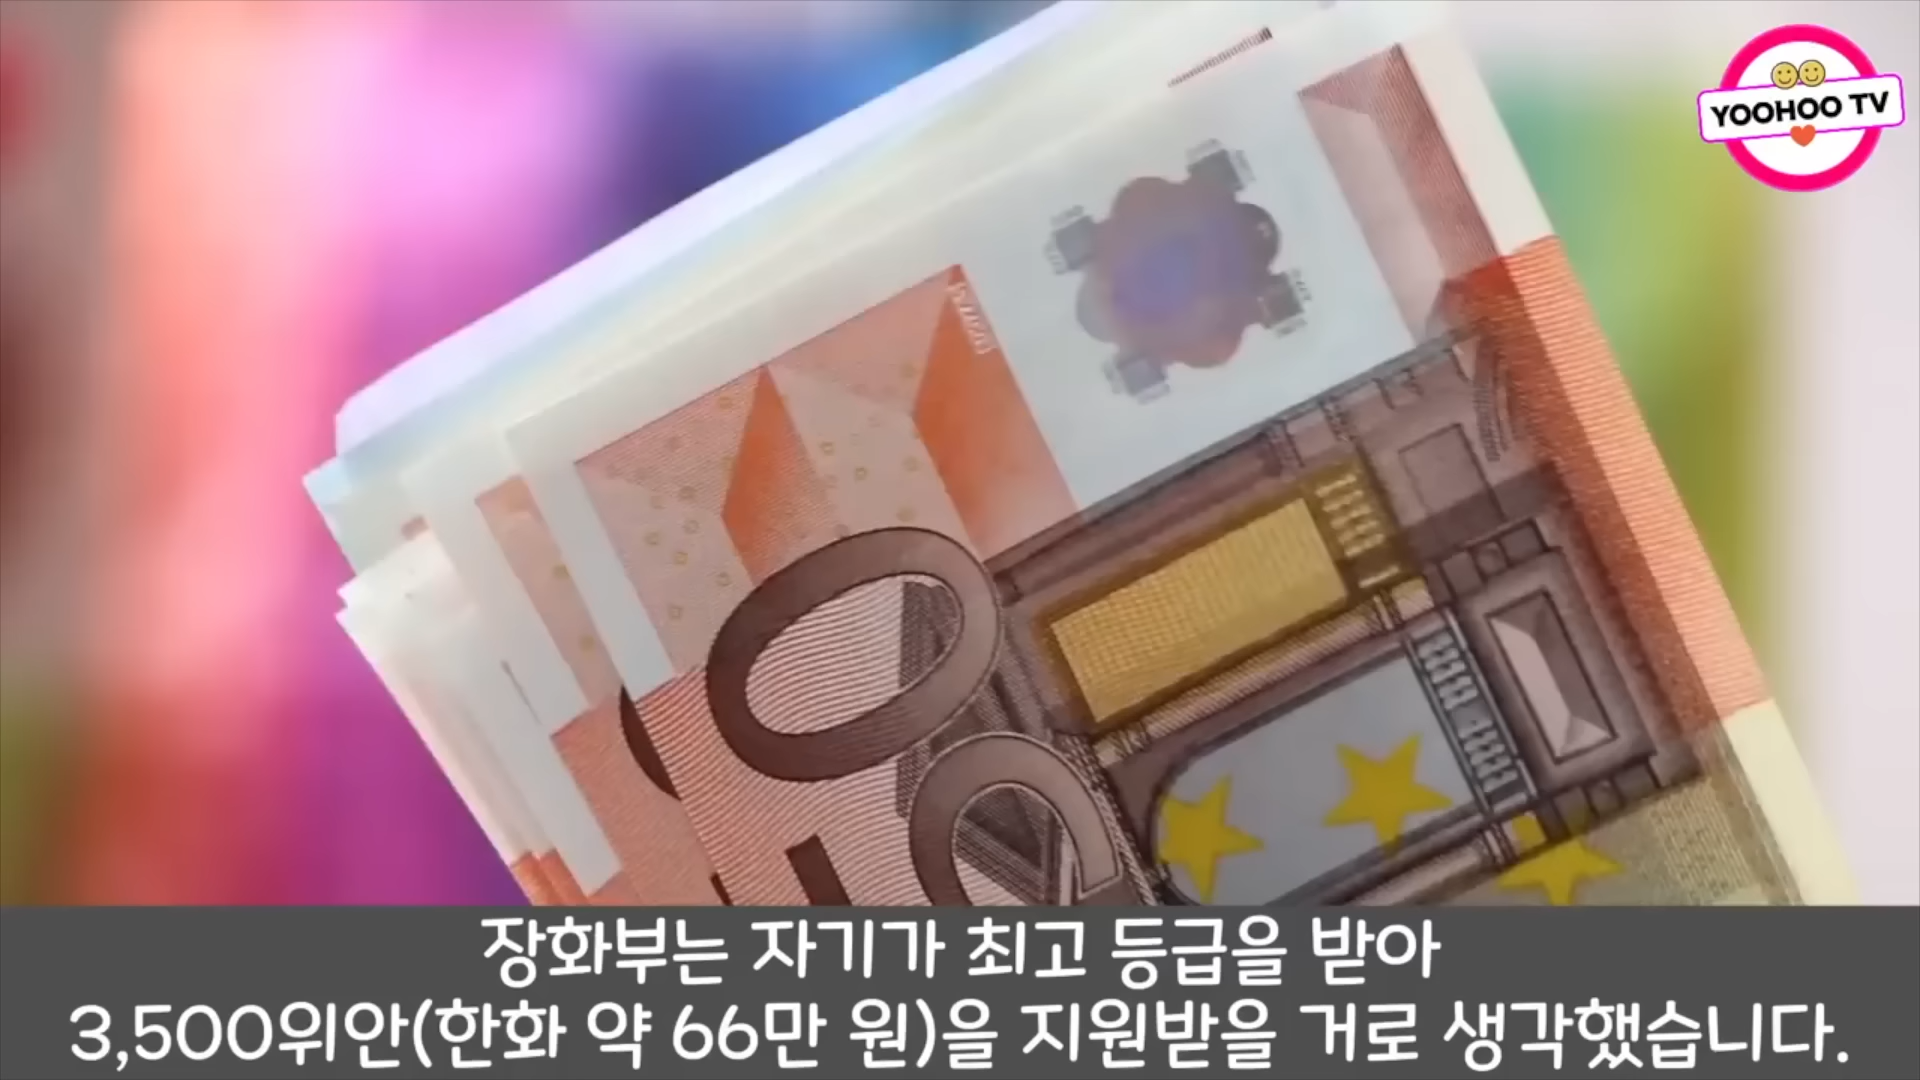 YOOHOO TV
장화부는 자기가 최고 등급을 받아
3,500위안(한화 약 66만 원)을 지원받을 거로 생각했습니다.